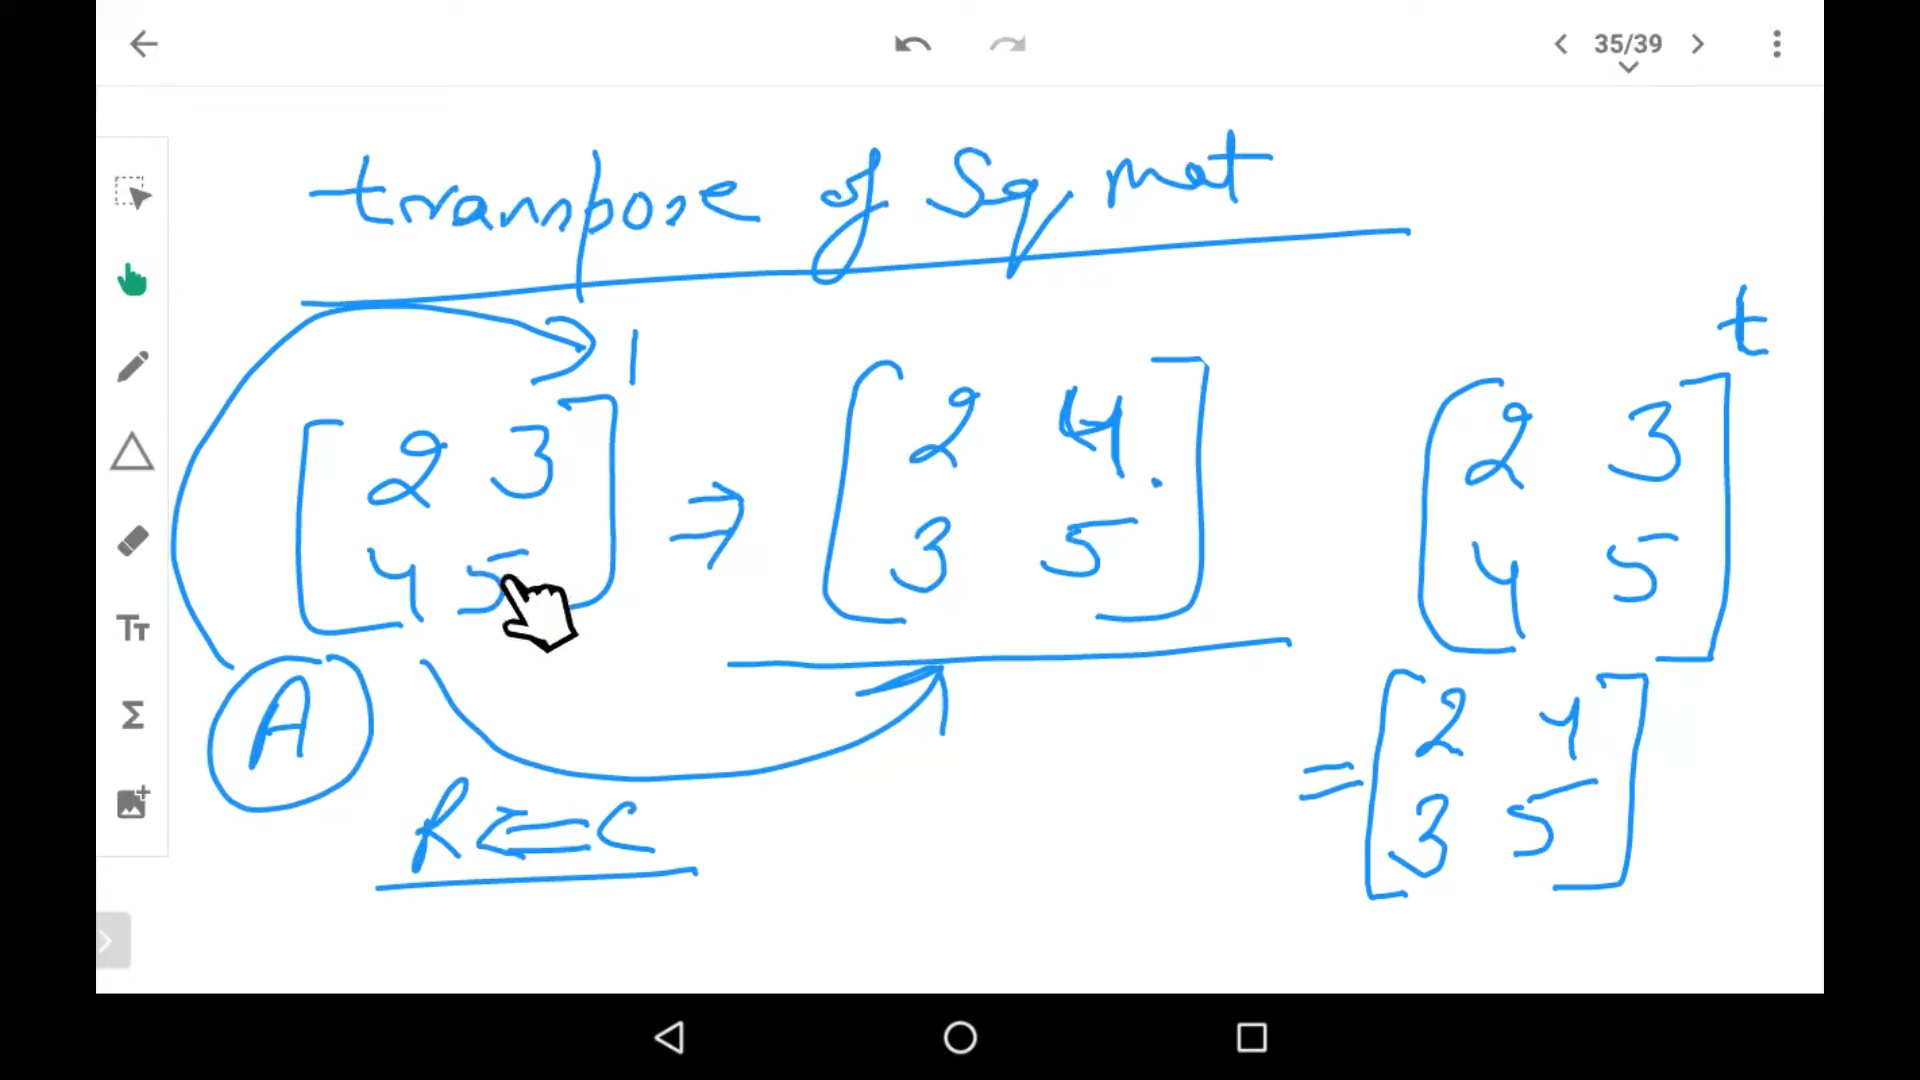 35/39
transpose of Sq mat
[2 3
4 5]' ⇒ [2 4.
3 5]
[2 3
4 5]t
= [2 4
3 5]
A
R ⇐ C
Tт
Σ